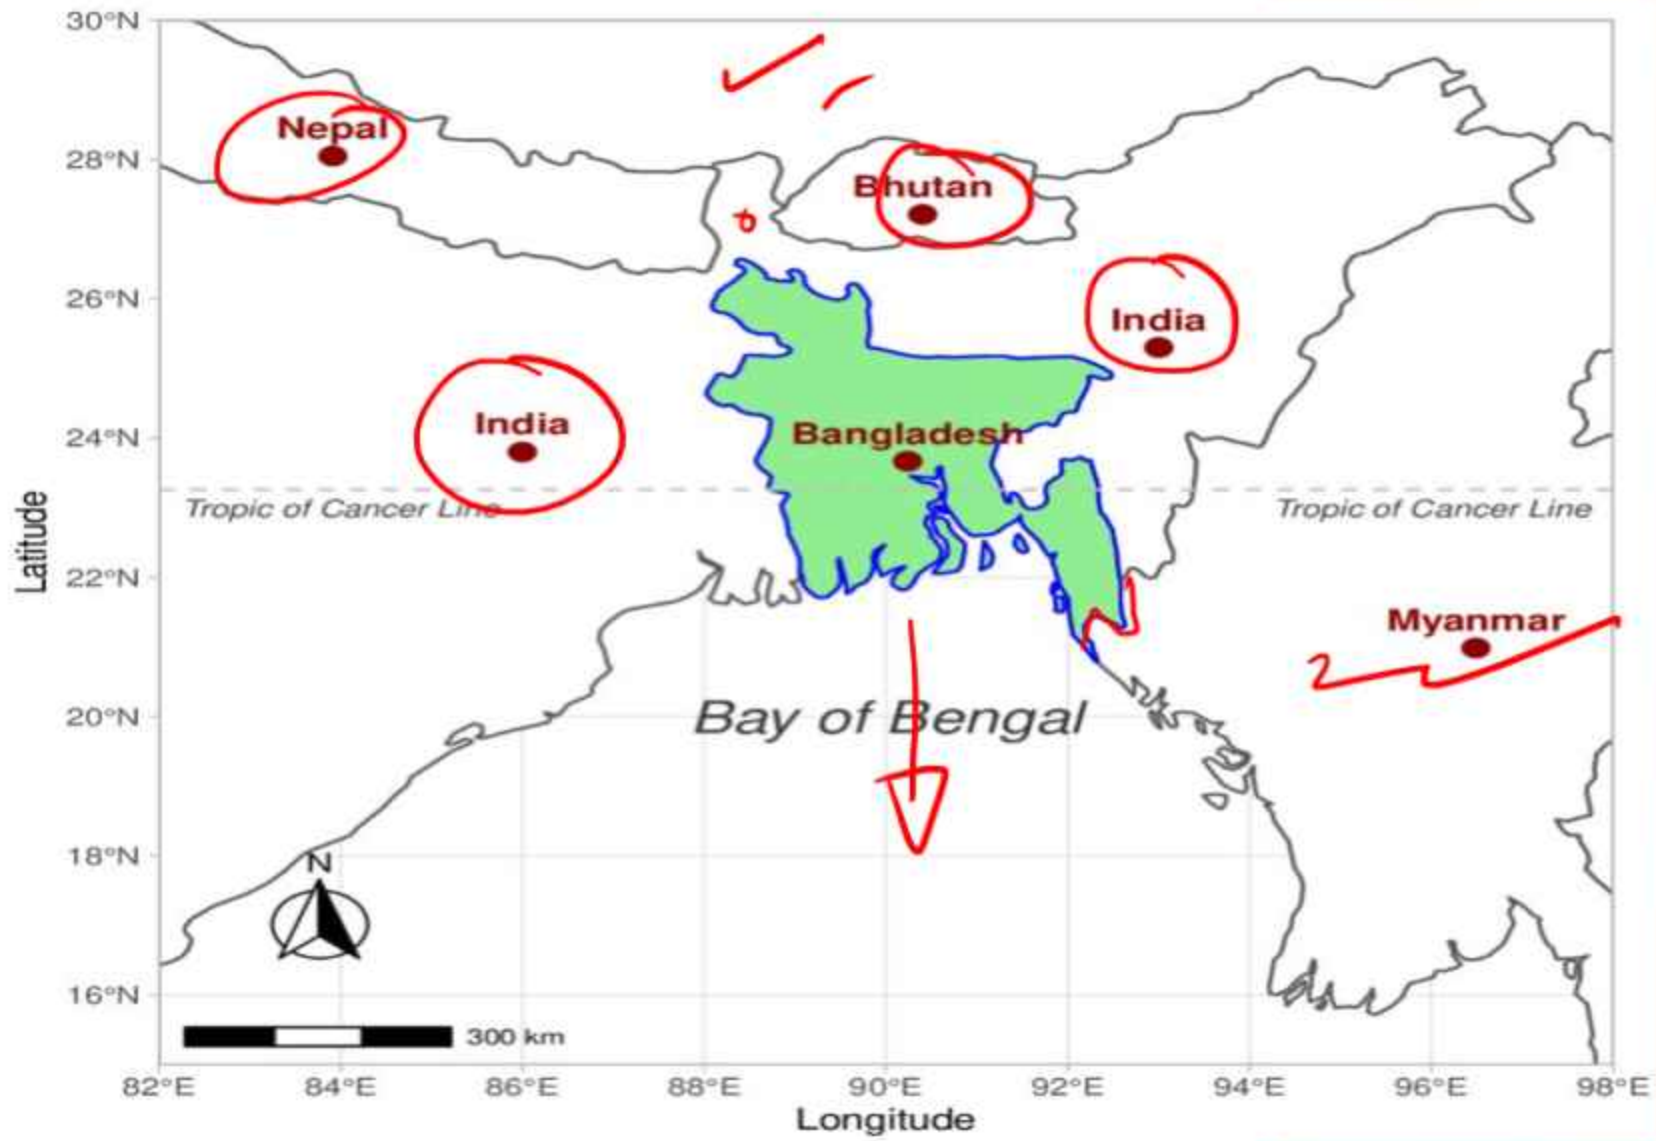 30°N
Nepal
28°N
Bhutan
26°N
India
India
24°N
Bangladesh
Tropic of Cancer Line
Tropic of Cancer Line
Latitude
22°N
Myanmar
20°N
Bay of Bengal
18°N
N
16°N
300 km
82°E 84°E 86°E 88°E 90°E 92°E 94°E 96°E 98°E
Longitude